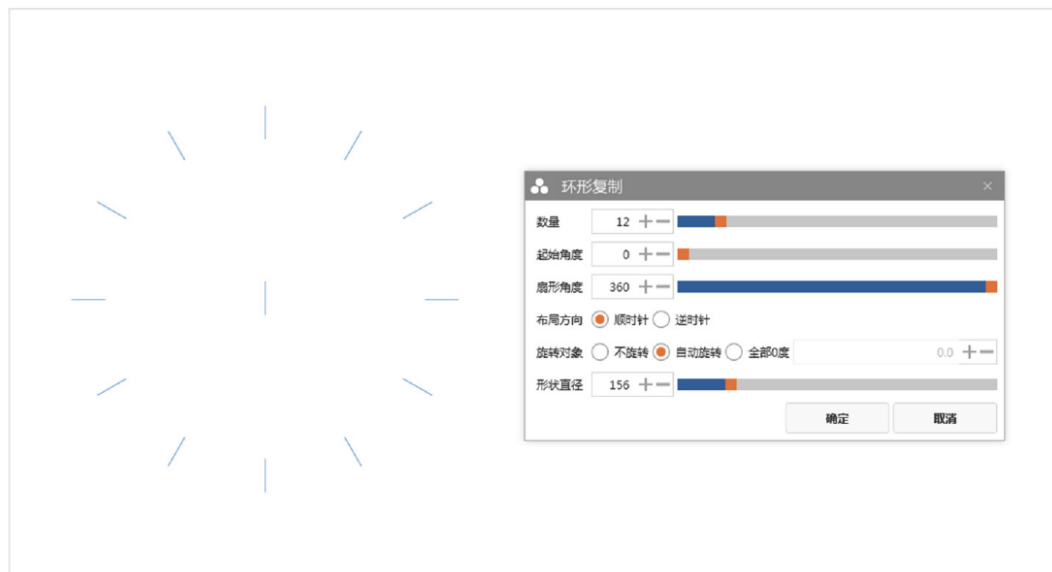 环形复制
数量 12
起始角度 0
扇形角度 360
布局方向 顺时针 逆时针
旋转对象 不旋转 自动旋转 全部0度 0.0
形状直径 156
确定 取消